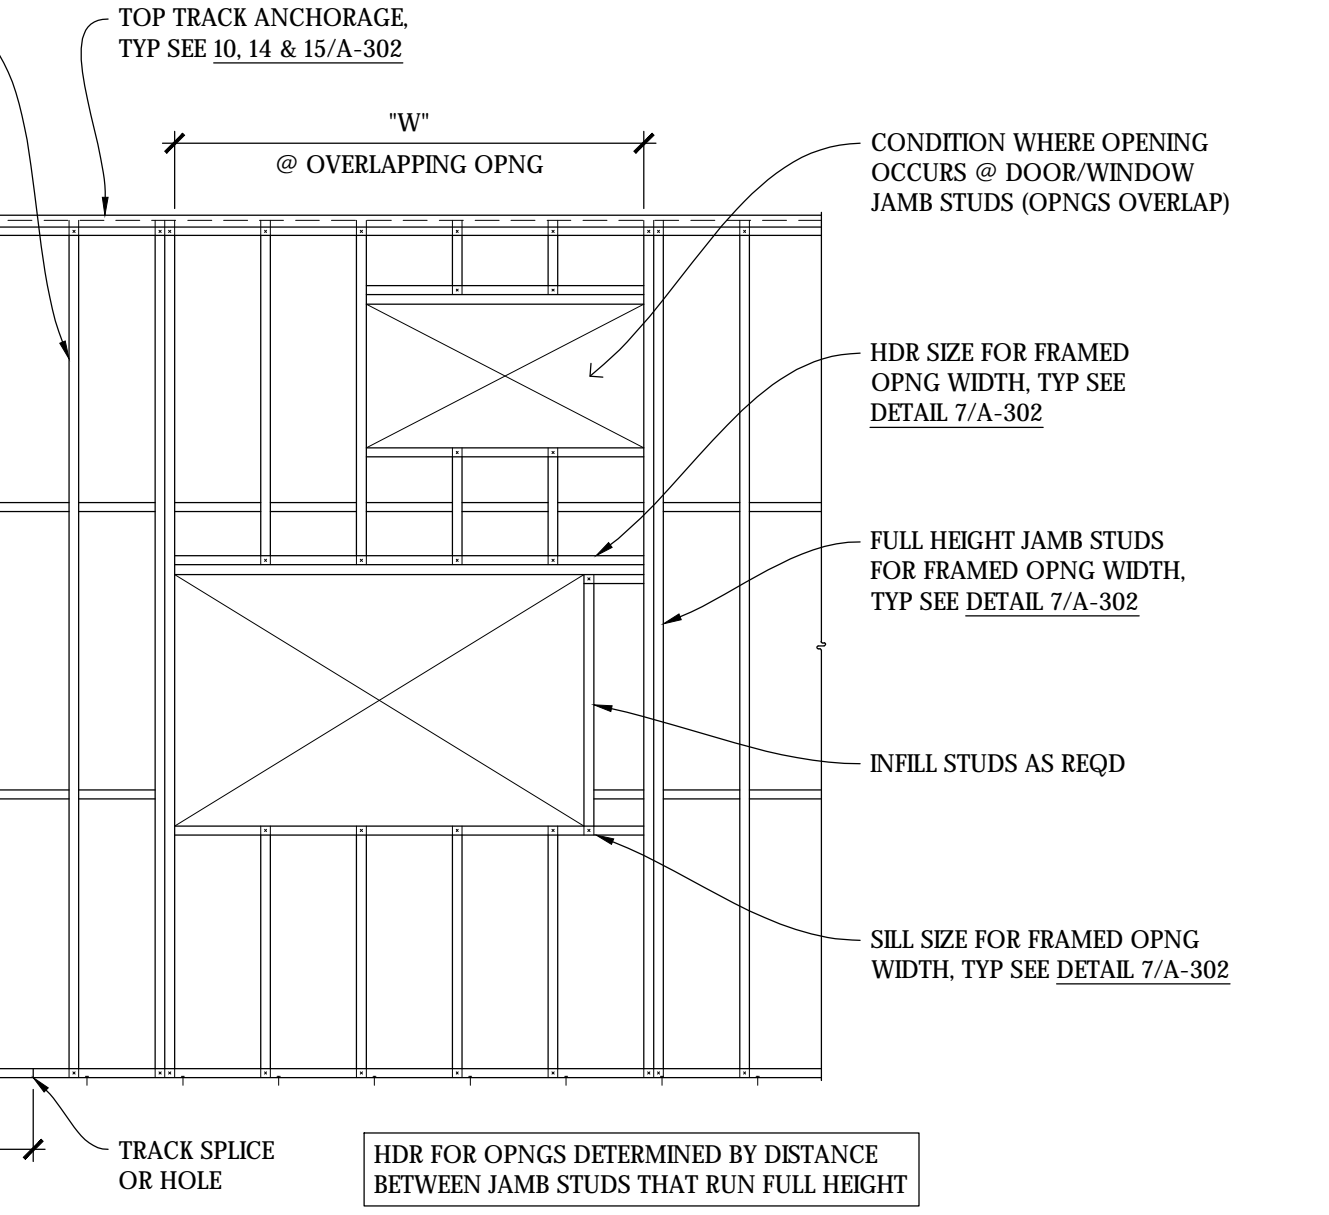 TOP TRACK ANCHORAGE,
TYP SEE 10, 14 & 15/A-302
"W"
@ OVERLAPPING OPNG
CONDITION WHERE OPENING
OCCURS @ DOOR/WINDOW
JAMB STUDS (OPNGS OVERLAP)
HDR SIZE FOR FRAMED
OPNG WIDTH, TYP SEE
DETAIL 7/A-302
FULL HEIGHT JAMB STUDS
FOR FRAMED OPNG WIDTH,
TYP SEE DETAIL 7/A-302
INFILL STUDS AS REQD
SILL SIZE FOR FRAMED OPNG
WIDTH, TYP SEE DETAIL 7/A-302
TRACK SPLICE
OR HOLE
HDR FOR OPNGS DETERMINED BY DISTANCE
BETWEEN JAMB STUDS THAT RUN FULL HEIGHT